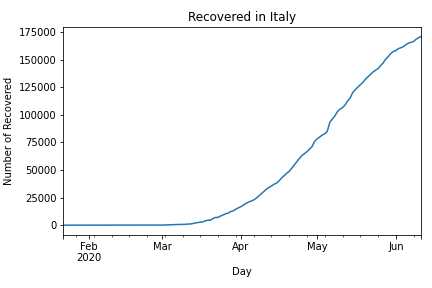 Recovered in Italy
Number of Recovered
175000
150000
125000
100000
75000
50000
25000
0
Feb
2020
Mar
Apr
May
Jun
Day